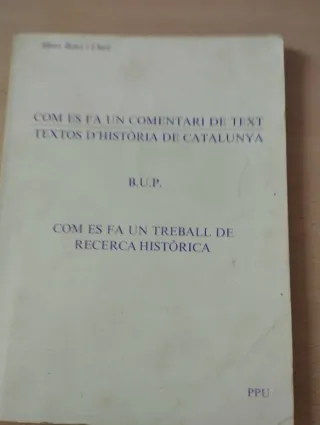 COM ES FA UN COMENTARI DE TEXT
TEXTOS D'HISTÒRIA DE CATALUNYA
B.U.P.
COM ES FA UN TREBALL DE
RECERCA HISTÒRICA
PPU